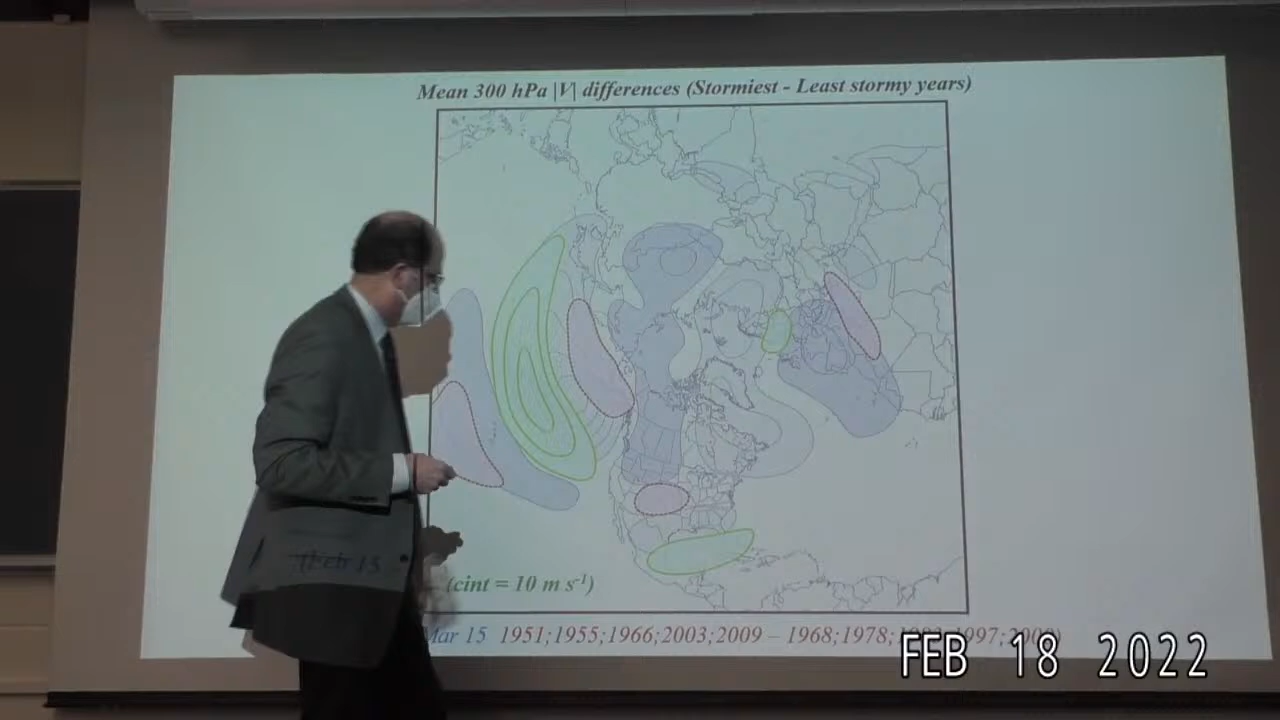 Mean 300 hPa |V| differences (Stormiest - Least stormy years)
(cint = 10 m s-1)
Mar 15 1951;1955;1966;2003;2009 – 1968;1978; 1997;
FEB 18 2022